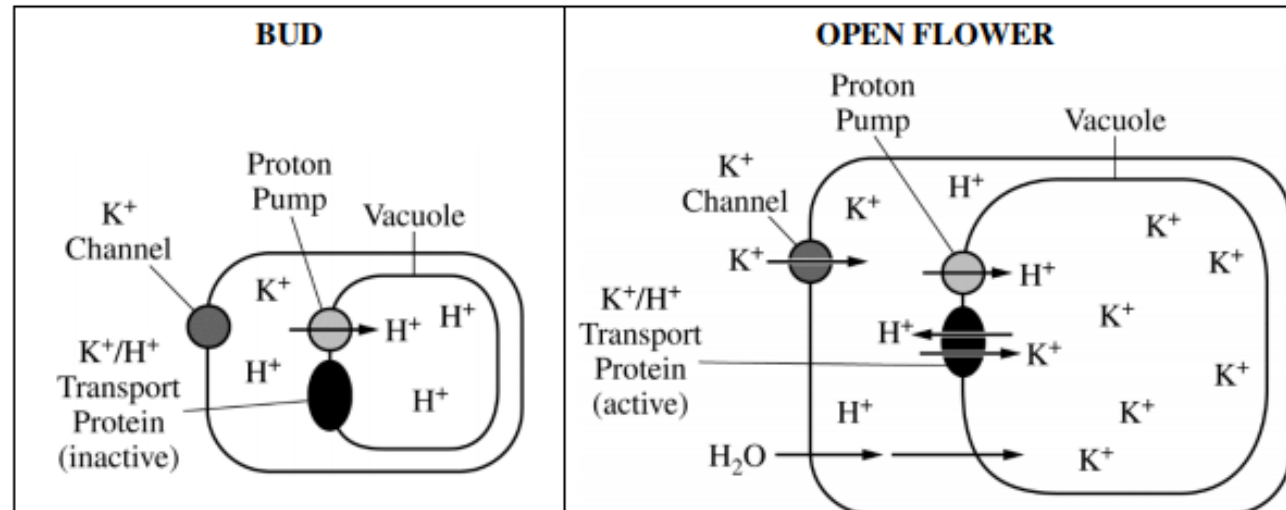 BUD
Proton
Pump
K⁺
Channel
Vacuole
K⁺
H⁺
H⁺
K⁺/H⁺
Transport
Protein
(inactive)
H⁺
H⁺
OPEN FLOWER
Proton
Pump
Vacuole
K⁺
Channel
H⁺
K⁺
K⁺
K⁺
K⁺
H⁺
K⁺/H⁺
Transport
Protein
(active)
K⁺
H⁺
K⁺
K⁺
H⁺
K⁺
H₂O
K⁺